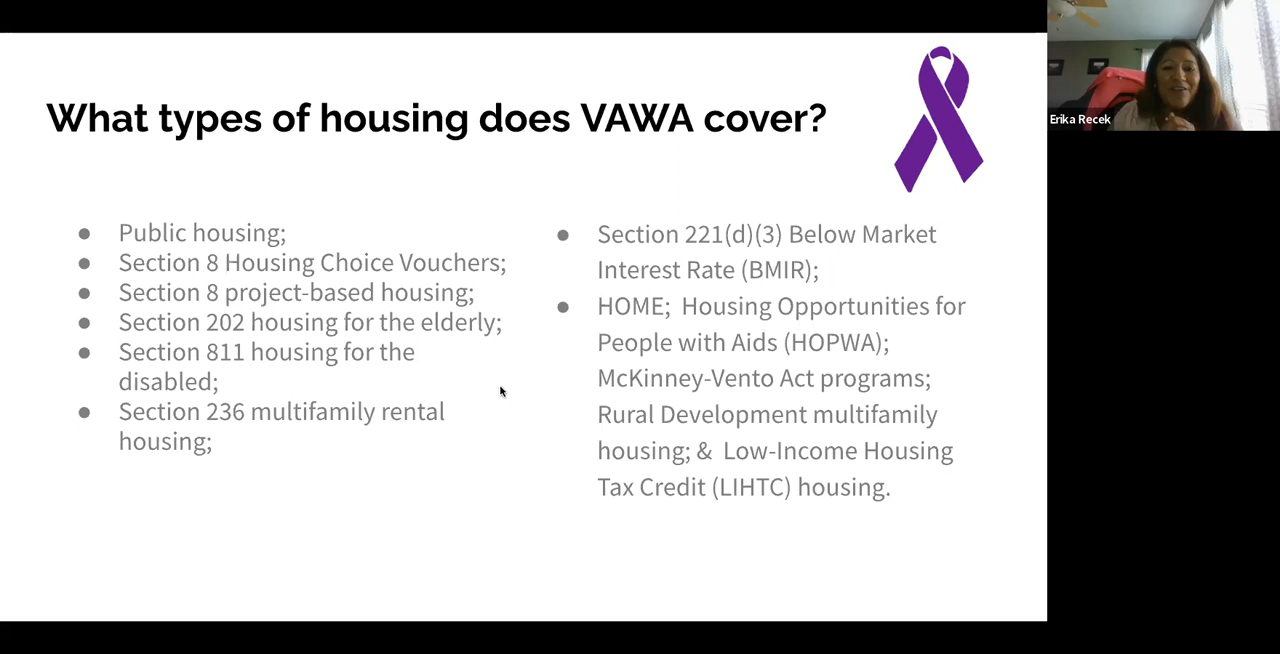 What types of housing does VAWA cover?
Erika Recek
● Public housing;
● Section 8 Housing Choice Vouchers;
● Section 8 project-based housing;
● Section 202 housing for the elderly;
● Section 811 housing for the
disabled;
● Section 236 multifamily rental
housing;
● Section 221(d)(3) Below Market
Interest Rate (BMIR);
● HOME;  Housing Opportunities for
People with Aids (HOPWA);
McKinney-Vento Act programs;
Rural Development multifamily
housing; &  Low-Income Housing
Tax Credit (LIHTC) housing.